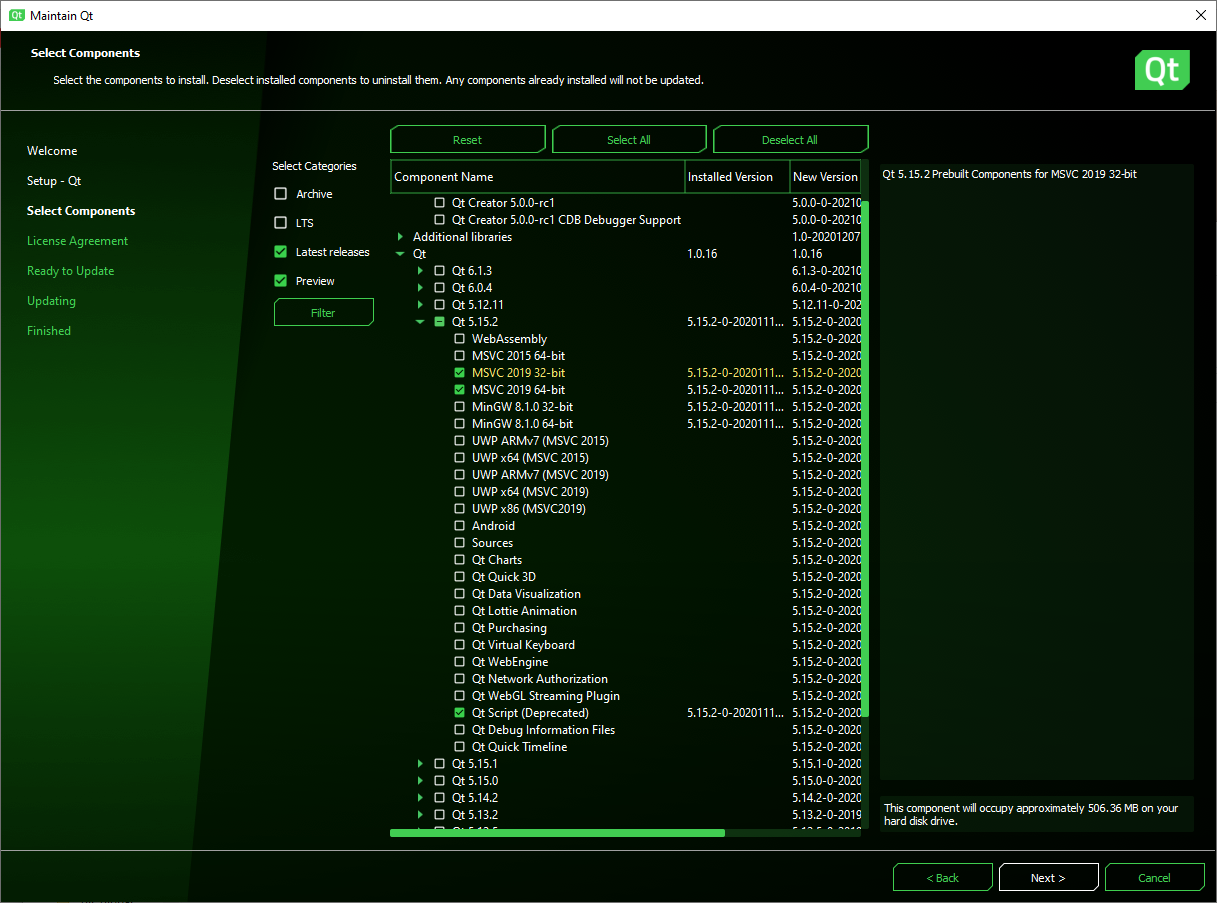 Qt Maintain Qt
Select Components
Select the components to install. Deselect installed components to uninstall them. Any components already installed will not be updated.
Qt
Welcome
Setup - Qt
Select Components
License Agreement
Ready to Update
Updating
Finished
Select Categories
Archive
LTS
Latest releases
Preview
Filter
Reset Select All Deselect All
Component Name Installed Version New Version
Qt Creator 5.0.0-rc1 5.0.0-0-20210
Qt Creator 5.0.0-rc1 CDB Debugger Support 5.0.0-0-20210
Additional libraries 1.0-20201207
Qt 1.0.16 1.0.16
Qt 6.1.3 6.1.3-0-20210
Qt 6.0.4 6.0.4-0-20210
Qt 5.12.11 5.12.11-0-202
Qt 5.15.2 5.15.2-0-2020111... 5.15.2-0-2020
WebAssembly 5.15.2-0-2020
MSVC 2015 64-bit 5.15.2-0-2020
MSVC 2019 32-bit 5.15.2-0-2020111... 5.15.2-0-2020
MSVC 2019 64-bit 5.15.2-0-2020111... 5.15.2-0-2020
MinGW 8.1.0 32-bit 5.15.2-0-2020111... 5.15.2-0-2020
MinGW 8.1.0 64-bit 5.15.2-0-2020111... 5.15.2-0-2020
UWP ARMv7 (MSVC 2015) 5.15.2-0-2020
UWP x64 (MSVC 2015) 5.15.2-0-2020
UWP ARMv7 (MSVC 2019) 5.15.2-0-2020
UWP x64 (MSVC 2019) 5.15.2-0-2020
UWP x86 (MSVC2019) 5.15.2-0-2020
Android 5.15.2-0-2020
Sources 5.15.2-0-2020
Qt Charts 5.15.2-0-2020
Qt Quick 3D 5.15.2-0-2020
Qt Data Visualization 5.15.2-0-2020
Qt Lottie Animation 5.15.2-0-2020
Qt Purchasing 5.15.2-0-2020
Qt Virtual Keyboard 5.15.2-0-2020
Qt WebEngine 5.15.2-0-2020
Qt Network Authorization 5.15.2-0-2020
Qt WebGL Streaming Plugin 5.15.2-0-2020
Qt Script (Deprecated) 5.15.2-0-2020111... 5.15.2-0-2020
Qt Debug Information Files 5.15.2-0-2020
Qt Quick Timeline 5.15.2-0-2020
Qt 5.15.1 5.15.1-0-2020
Qt 5.15.0 5.15.0-0-2020
Qt 5.14.2 5.14.2-0-2020
Qt 5.13.2 5.13.2-0-2019
Qt 5.15.2 Prebuilt Components for MSVC 2019 32-bit
This component will occupy approximately 506.36 MB on your
hard disk drive.
< Back Next > Cancel